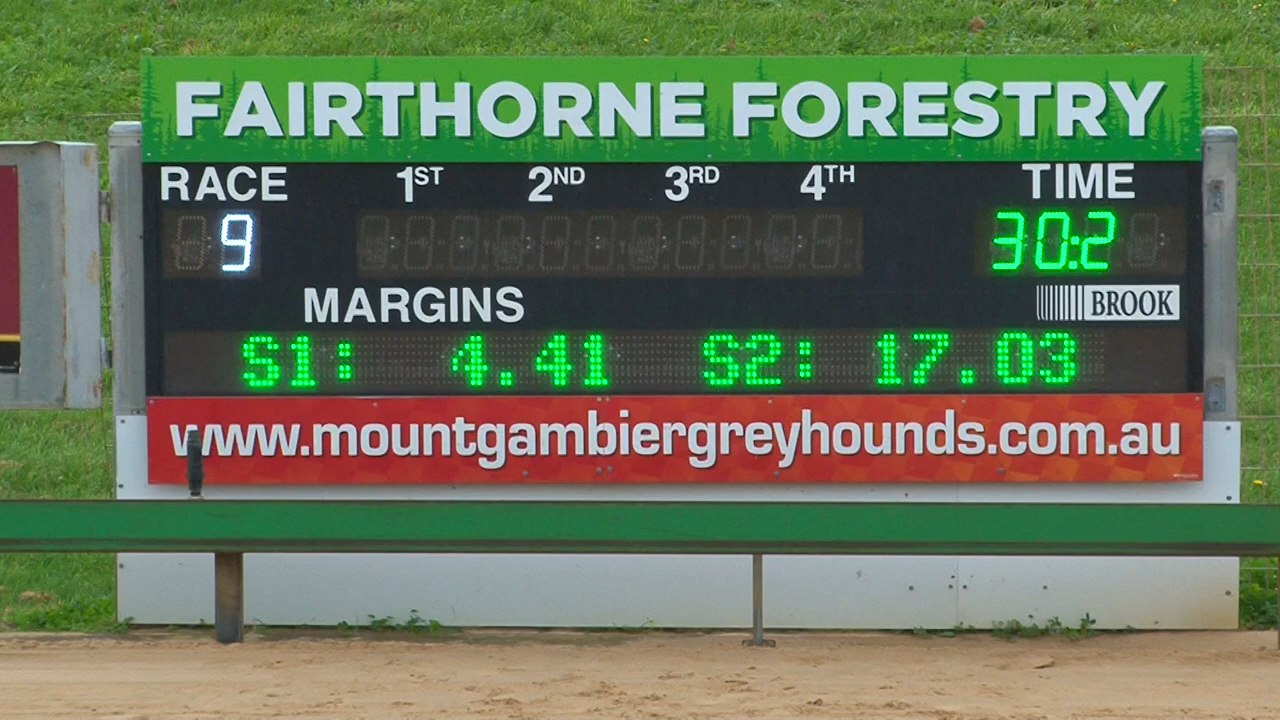 FAIRTHORNE FORESTRY
RACE 1ST 2ND 3RD 4TH TIME
9 30:2
MARGINS BROOK
S1: 4.41 S2: 17.03
www.mountgambiergreyhounds.com.au